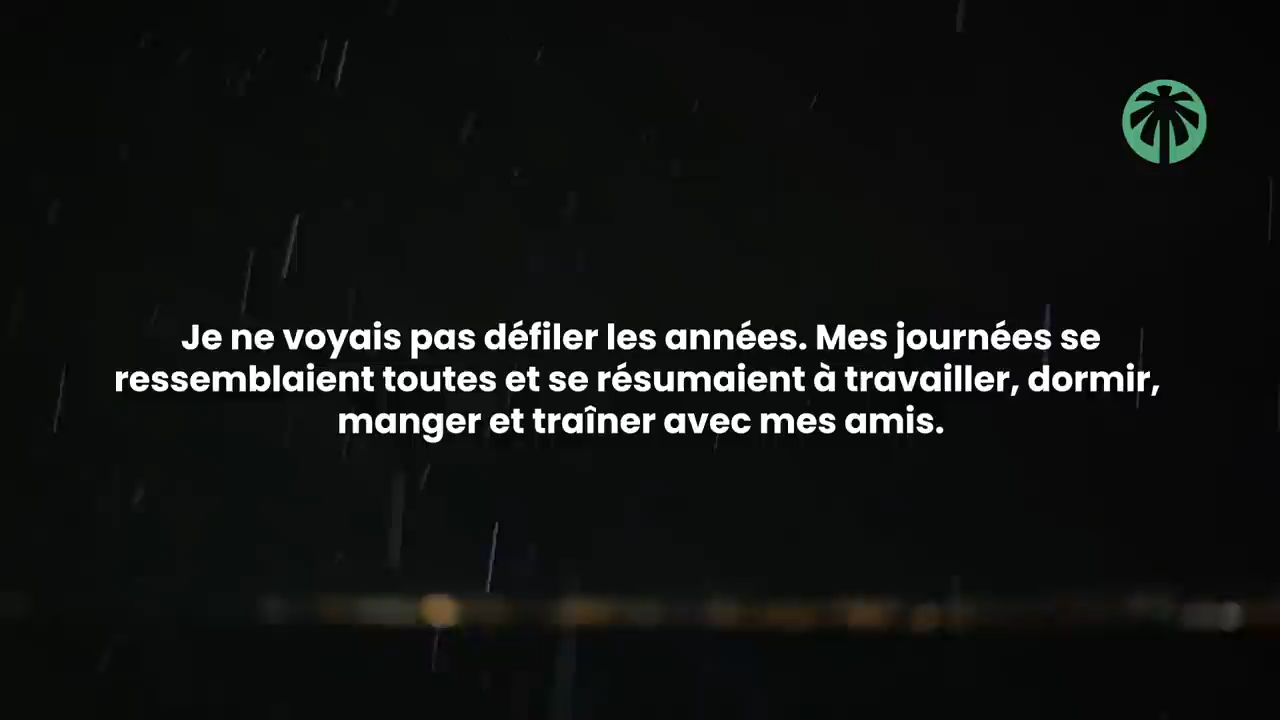 Je ne voyais pas défiler les années. Mes journées se
ressemblaient toutes et se résumaient à travailler, dormir,
manger et traîner avec mes amis.